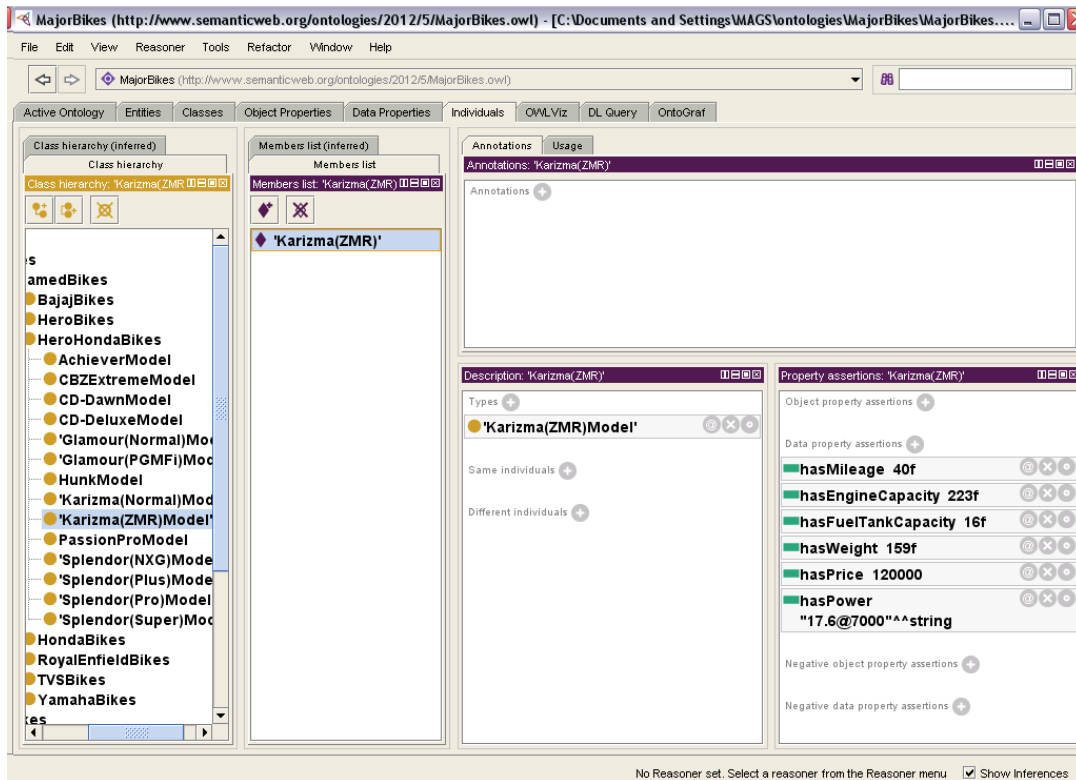 MajorBikes (http://www.semanticweb.org/ontologies/2012/5/MajorBikes.owl) - [C:\Documents and Settings\MAGS\ontologies\MajorBikes\MajorBikes....
File Edit View Reasoner Tools Refactor Window Help
MajorBikes (http://www.semanticweb.org/ontologies/2012/5/MajorBikes.owl)
Active Ontology Entities Classes Object Properties Data Properties Individuals OWLViz DL Query OntoGraf
Class hierarchy (inferred)
Class hierarchy
Class hierarchy: 'Karizma(ZMR
es
amedBikes
BajajBikes
HeroBikes
HeroHondaBikes
AchieverModel
CBZExtremeModel
CD-DawnModel
CD-DeluxeModel
'Glamour(Normal)Mod
'Glamour(PGMFi)Mod
HunkModel
'Karizma(Normal)Mod
'Karizma(ZMR)Model'
PassionProModel
'Splendor(NXG)Mode
'Splendor(Plus)Mode
'Splendor(Pro)Model
'Splendor(Super)Mod
HondaBikes
RoyalEnfieldBikes
TVSBikes
YamahaBikes
kes
Members list (inferred)
Members list
Members list: 'Karizma(ZMR)
'Karizma(ZMR)'
Annotations Usage
Annotations: 'Karizma(ZMR)'
Annotations
Description: 'Karizma(ZMR)'
Types
'Karizma(ZMR)Model'
Same individuals
Different individuals
Property assertions: 'Karizma(ZMR)'
Object property assertions
Data property assertions
hasMileage 40f
hasEngineCapacity 223f
hasFuelTankCapacity 16f
hasWeight 159f
hasPrice 120000
hasPower
"17.6@7000"^^string
Negative object property assertions
Negative data property assertions
No Reasoner set. Select a reasoner from the Reasoner menu Show Inferences